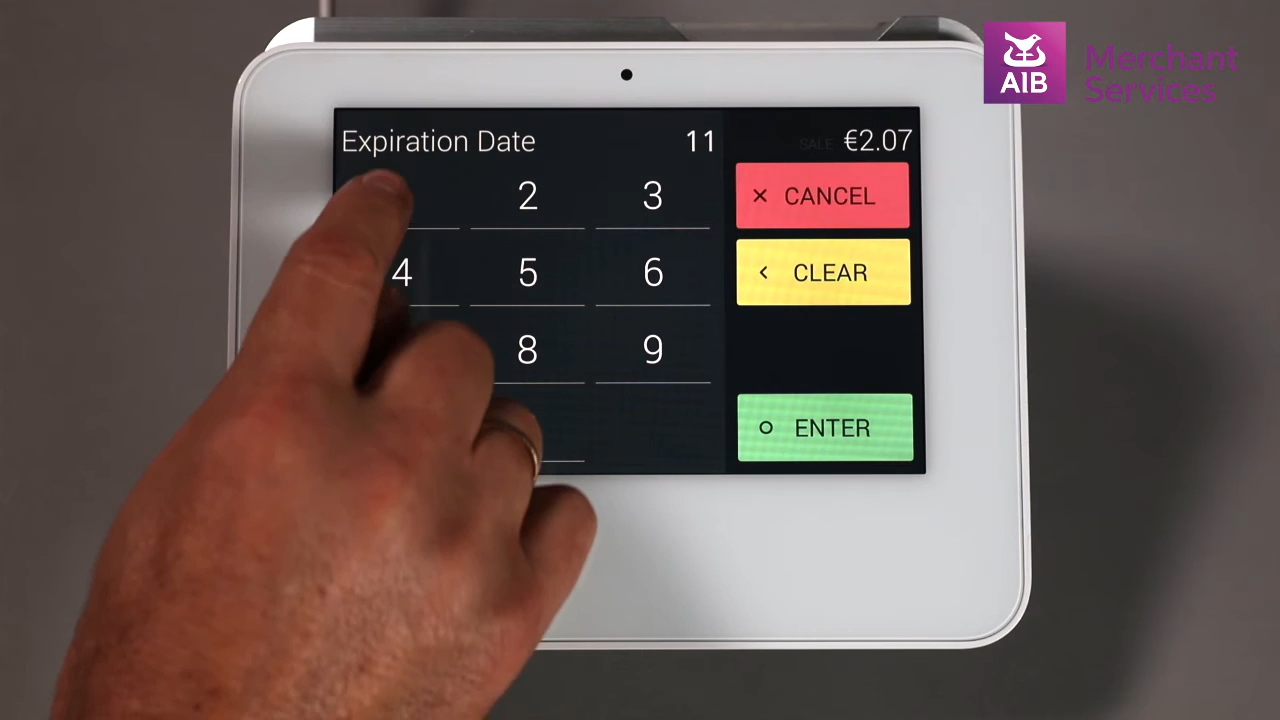 AIB
Merchant
Services
Expiration Date 11
SALE €2.07
2 3
× CANCEL
4 5 6
< CLEAR
8 9
ENTER